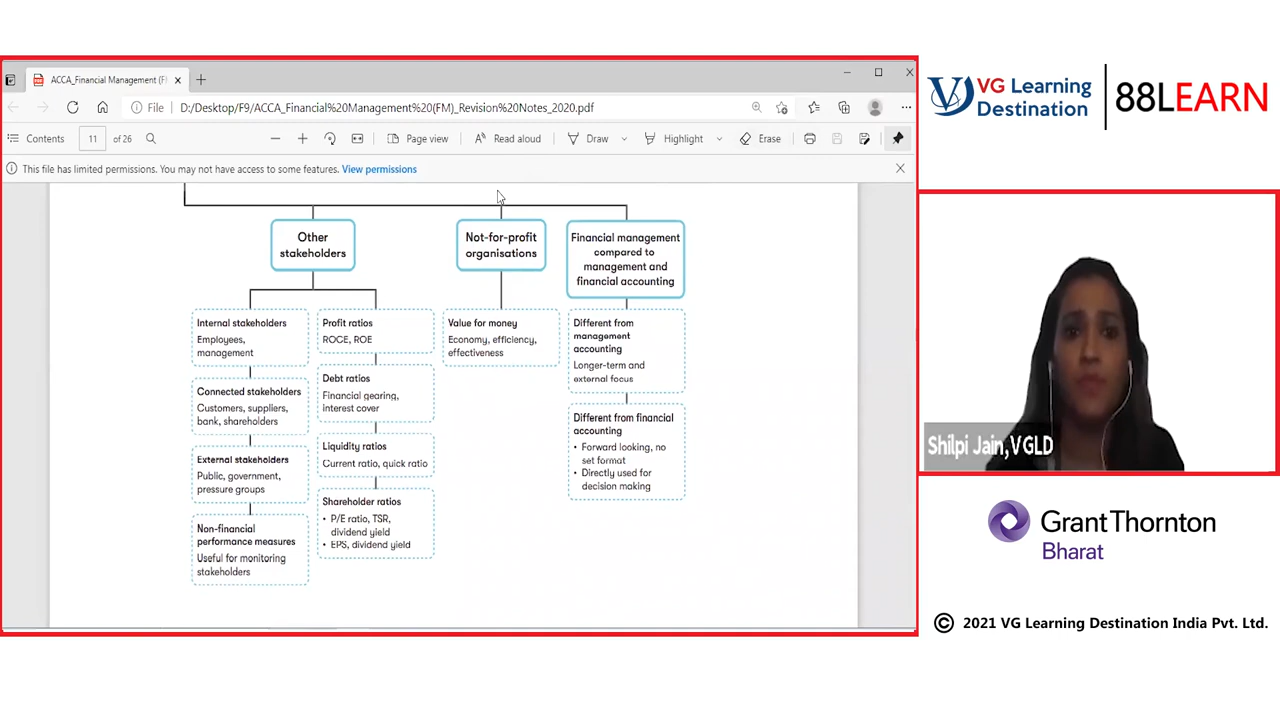 ACCA_Financial Management (F
D:/Desktop/F9/ACCA_Financial%20Management%20(FM)_Revision%20Notes_2020.pdf
File
Contents
11
of 26
Page view
Read aloud
Draw
Highlight
Erase
This file has limited permissions. You may not have access to some features. View permissions
Other
stakeholders
Not-for-profit
organisations
Financial management
compared to
management and
financial accounting
Internal stakeholders
Employees,
management
Connected stakeholders
Customers, suppliers,
bank, shareholders
External stakeholders
Public, government,
pressure groups
Non-financial
performance measures
Useful for monitoring
stakeholders
Profit ratios
ROCE, ROE
Debt ratios
Financial gearing,
interest cover
Liquidity ratios
Current ratio, quick ratio
Shareholder ratios
• P/E ratio, TSR,
dividend yield
• EPS, dividend yield
Value for money
Economy, efficiency,
effectiveness
Different from
management
accounting
Longer-term and
external focus
Different from financial
accounting
• Forward looking, no
set format
• Directly used for
decision making
VG Learning
Destination
88LEARN
Shilpi Jain,VGLD
Grant Thornton
Bharat
© 2021 VG Learning Destination India Pvt. Ltd.